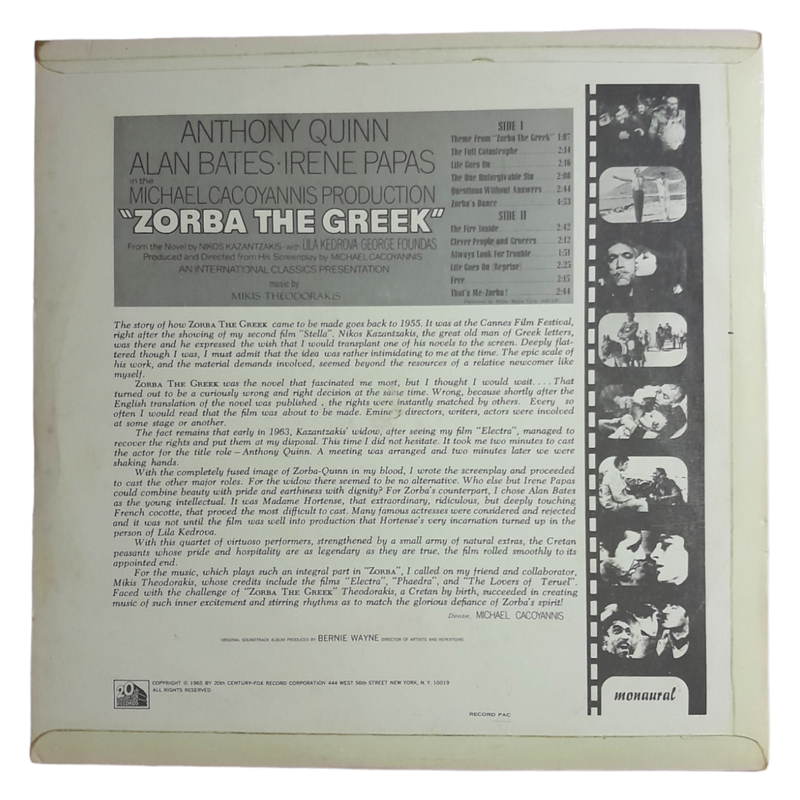 ANTHONY QUINN
ALAN BATES·IRENE PAPAS
in the
MICHAEL CACOYANNIS PRODUCTION
"ZORBA THE GREEK"
From the Novel by NIKOS KAZANTZAKIS with LILA KEDROVA·GEORGE FOUNDAS
Produced and Directed from His Screenplay by MICHAEL CACOYANNIS
AN INTERNATIONAL CLASSICS PRESENTATION
music by
MIKIS THEODORAKIS
SIDE I
Theme From "Zorba The Greek" 1:07
The Full Catastrophe 2:14
Life Goes On 2:16
The One Unforgivable Sin 2:08
Questions Without Answers 2:44
Zorba's Dance 4:53
SIDE II
The Fire Inside 2:42
Clever People and Grocers 2:12
Always Look For Trouble 1:51
Life Goes On (Reprise) 2:25
Free 2:15
That's Me-Zorba! 2:44
The story of how ZORBA THE GREEK came to be made goes back to 1955. It was at the Cannes Film Festival,
right after the showing of my second film "Stella". Nikos Kazantzakis, the great old man of Greek letters,
was there and he expressed the wish that I would transplant one of his novels to the screen. Deeply flat-
tered though I was, I must admit that the idea was rather intimidating to me at the time. The epic scale of
his work, and the material demands involved, seemed beyond the resources of a relative newcomer like
myself.
ZORBA THE GREEK was the novel that fascinated me most, but I thought I would wait. . . . That
turned out to be a curiously wrong and right decision at the same time. Wrong, because shortly after the
English translation of the novel was published , the rights were instantly matched by others. Every so
often I would read that the film was about to be made. Emine directors, writers, actors were involved
at some stage or another.
The fact remains that early in 1963, Kazantzakis' widow, after seeing my film "Electra", managed to
recover the rights and put them at my disposal. This time I did not hesitate. It took me two minutes to cast
the actor for the title role – Anthony Quinn. A meeting was arranged and two minutes later we were
shaking hands.
With the completely fused image of Zorba-Quinn in my blood, I wrote the screenplay and proceeded
to cast the other major roles. For the widow there seemed to be no alternative. Who else but Irene Papas
could combine beauty with pride and earthiness with dignity? For Zorba's counterpart, I chose Alan Bates
as the young intellectual. It was Madame Hortense, that extraordinary, ridiculous, but deeply touching
French cocotte, that proved the most difficult to cast. Many famous actresses were considered and rejected
and it was not until the film was well into production that Hortense's very incarnation turned up in the
person of Lila Kedrova.
With this quartet of virtuoso performers, strengthened by a small army of natural extras, the Cretan
peasants whose pride and hospitality are as legendary as they are true, the film rolled smoothly to its
appointed end.
For the music, which plays such an integral part in "ZORBA", I called on my friend and collaborator,
Mikis Theodorakis, whose credits include the films "Electra", "Phaedra", and "The Lovers of Teruel".
Faced with the challenge of "ZORBA THE GREEK" Theodorakis, a Cretan by birth, succeeded in creating
music of such inner excitement and stirring rhythms as to match the glorious defiance of Zorba's spirit!
Director, MICHAEL CACOYANNIS
ORIGINAL SOUNDTRACK ALBUM PRODUCED BY BERNIE WAYNE DIRECTOR OF ARTISTS AND REPERTOIRE
COPYRIGHT © 1965 BY 20th CENTURY-FOX RECORD CORPORATION 444 WEST 56th STREET NEW YORK, N. Y. 10019
ALL RIGHTS RESERVED
RECORD PAC
monaural